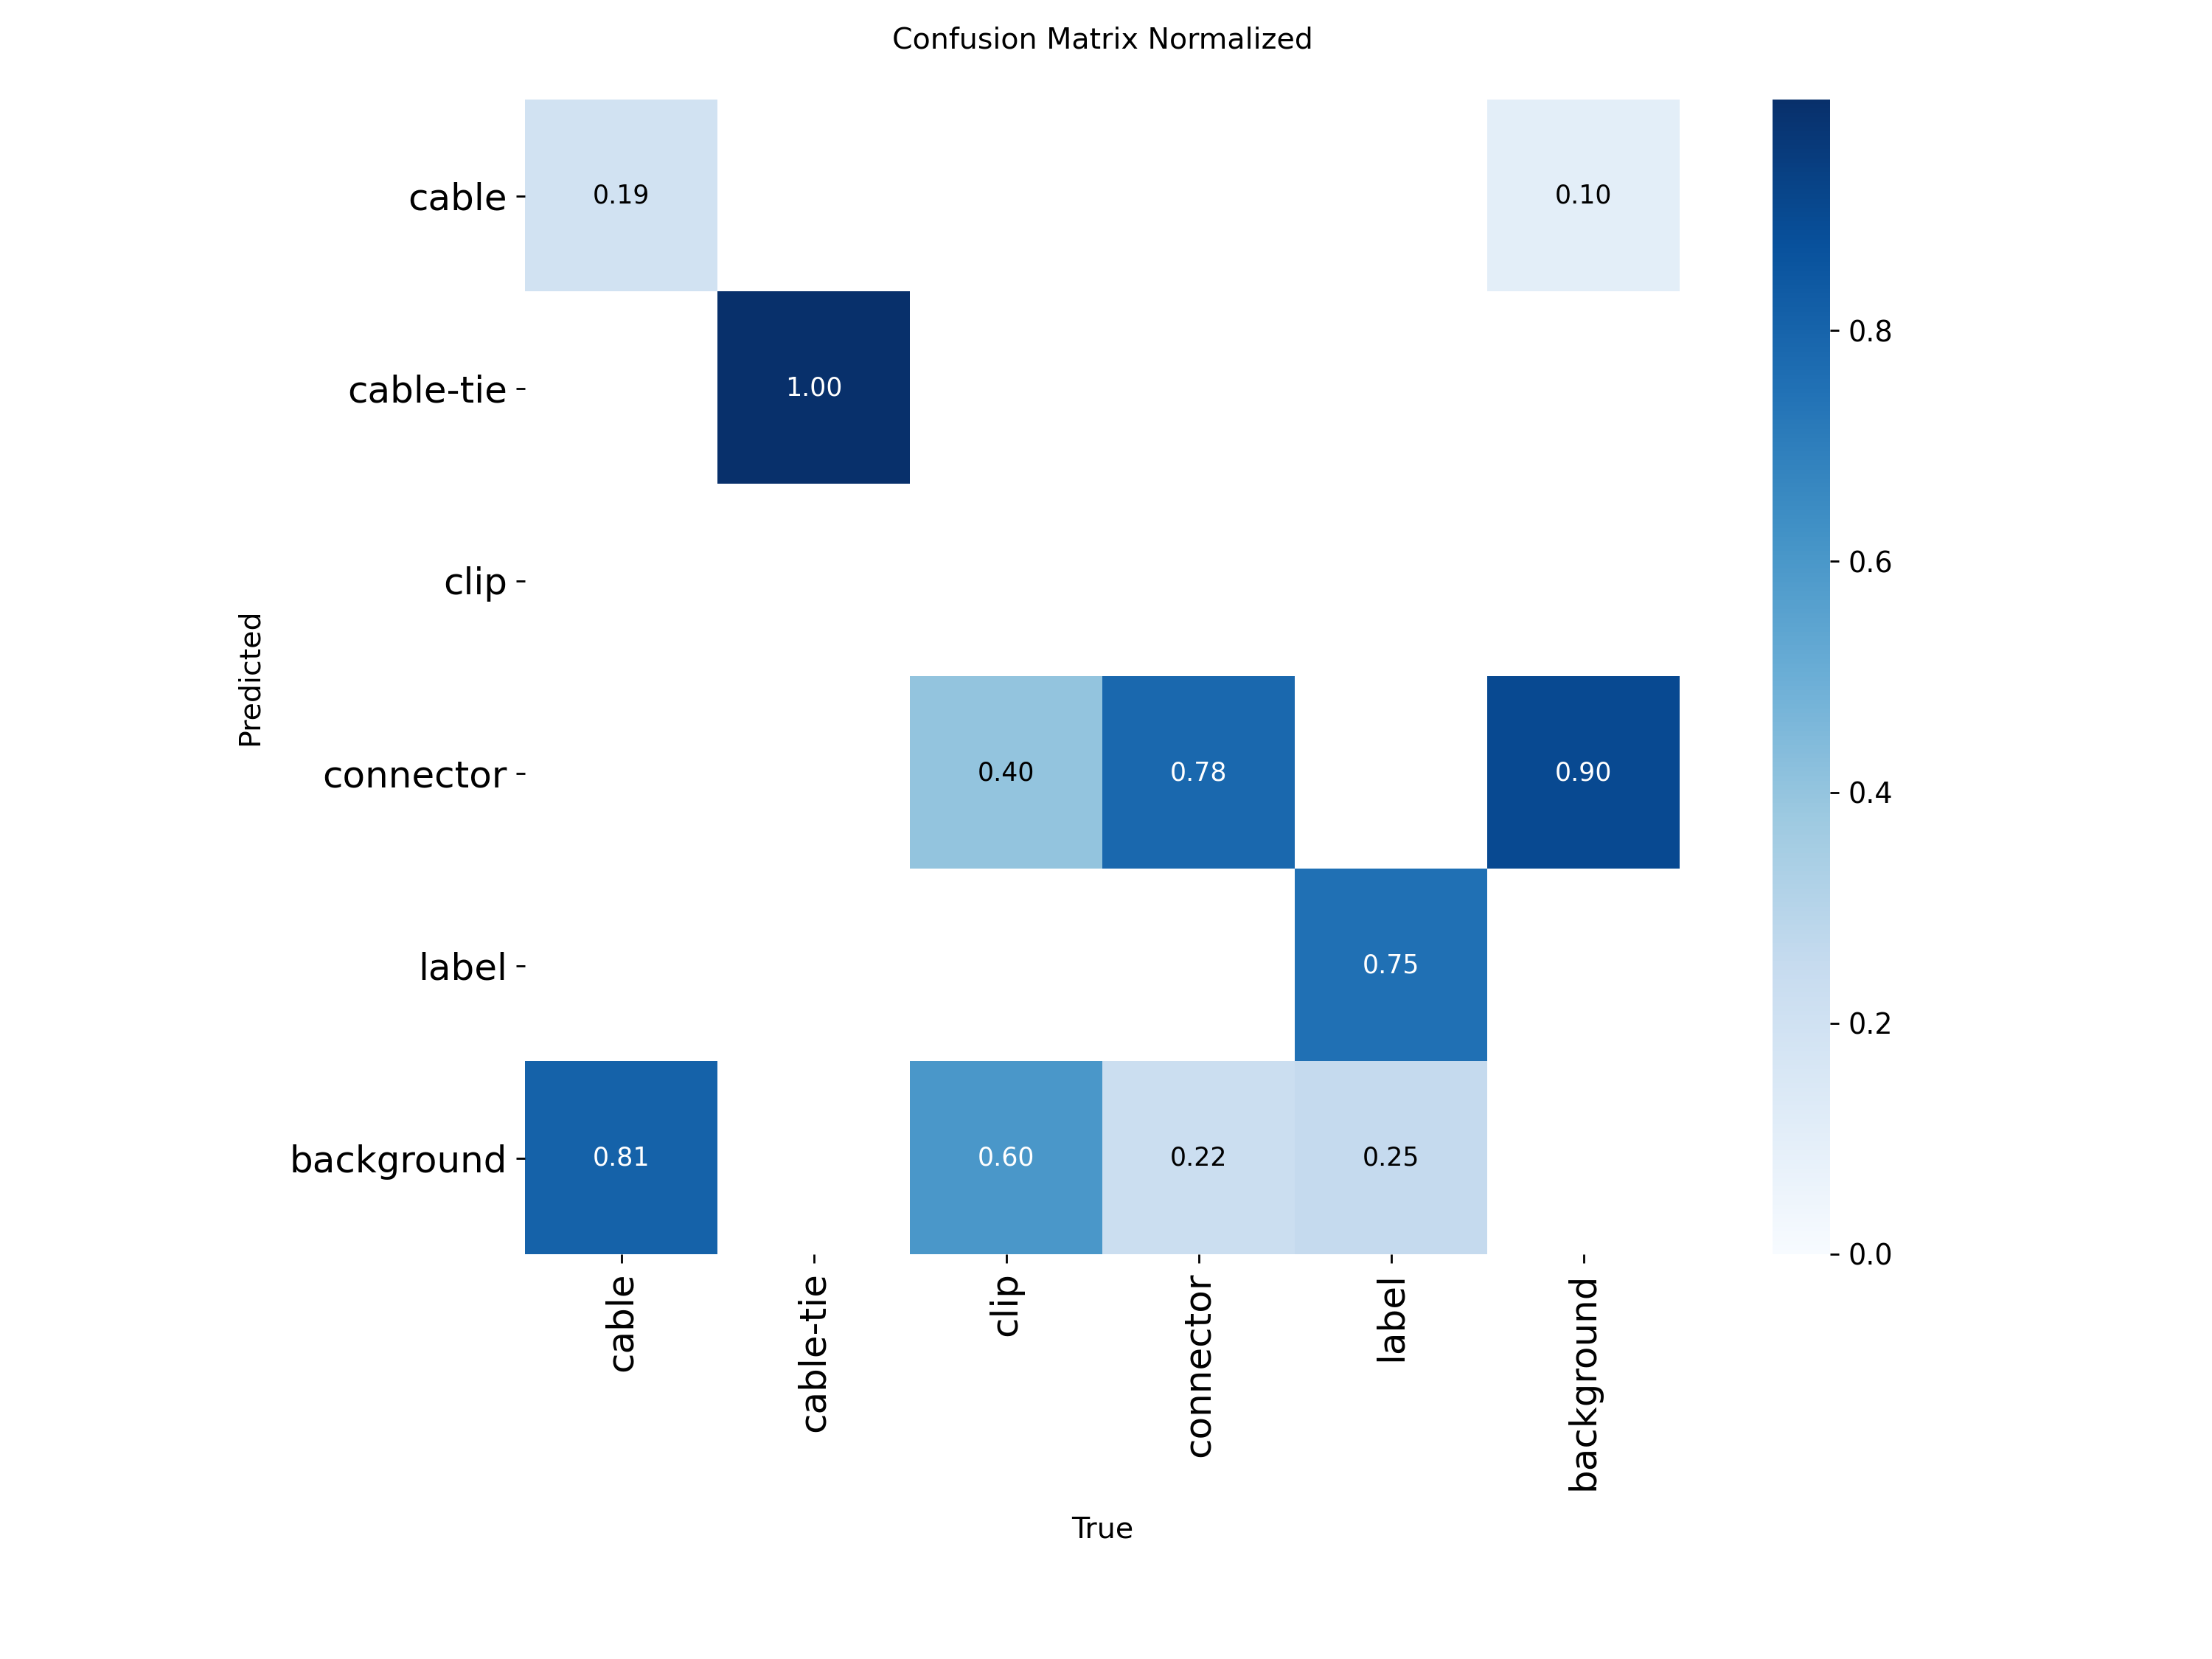 Confusion Matrix Normalized
cable
0.19
0.10
cable-tie
1.00
clip
connector
0.40
0.78
0.90
label
0.75
background
0.81
0.60
0.22
0.25
Predicted
cable
cable-tie
clip
connector
label
background
True
0.8
0.6
0.4
0.2
0.0